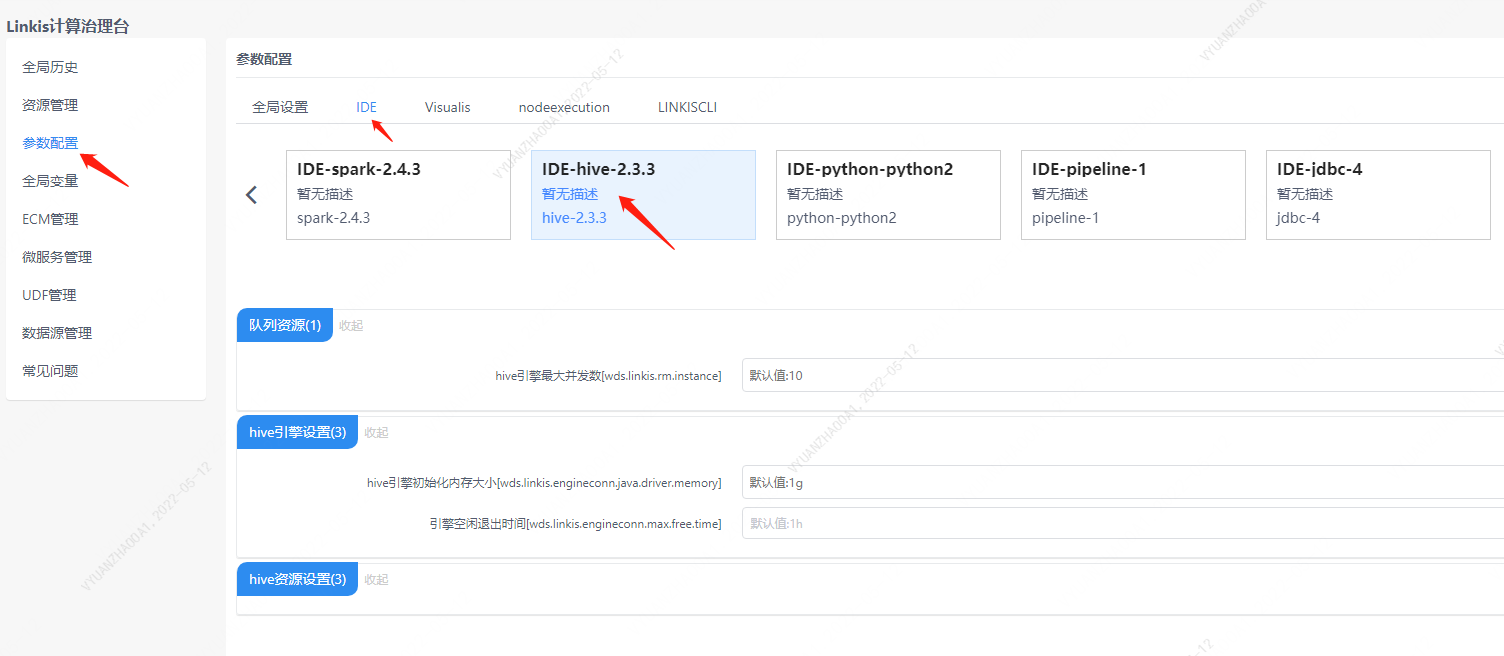 Linkis计算治理台
全局历史
资源管理
参数配置
全局变量
ECM管理
微服务管理
UDF管理
数据源管理
常见问题
参数配置
全局设置 IDE Visualis nodeexecution LINKISCLI
IDE-spark-2.4.3
暂无描述
spark-2.4.3
IDE-hive-2.3.3
暂无描述
hive-2.3.3
IDE-python-python2
暂无描述
python-python2
IDE-pipeline-1
暂无描述
pipeline-1
IDE-jdbc-4
暂无描述
jdbc-4
队列资源(1) 收起
hive引擎最大并发数[wds.linkis.rm.instance] 默认值:10
hive引擎设置(3) 收起
hive引擎初始化内存大小[wds.linkis.engineconn.java.driver.memory] 默认值:1g
引擎空闲退出时间[wds.linkis.engineconn.max.free.time] 默认值:1h
hive资源设置(3) 收起